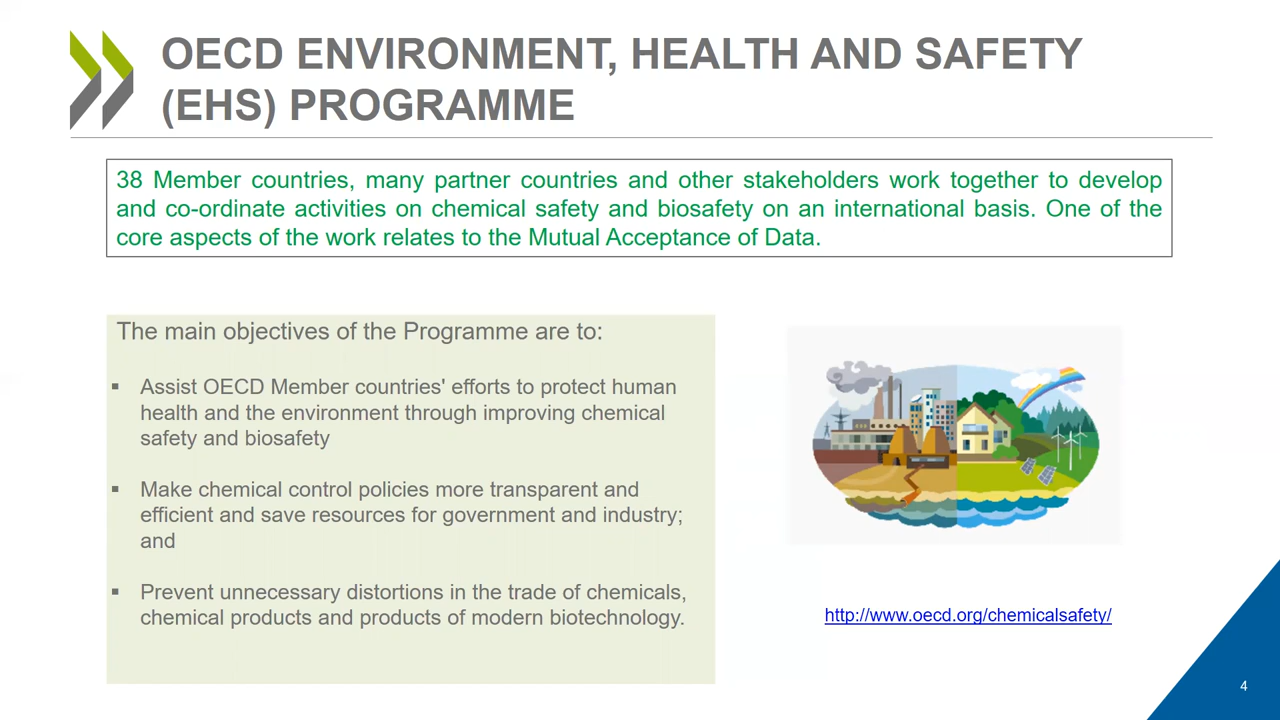 OECD ENVIRONMENT, HEALTH AND SAFETY
(EHS) PROGRAMME
38 Member countries, many partner countries and other stakeholders work together to develop
and co-ordinate activities on chemical safety and biosafety on an international basis. One of the
core aspects of the work relates to the Mutual Acceptance of Data.
The main objectives of the Programme are to:
▪ Assist OECD Member countries' efforts to protect human
health and the environment through improving chemical
safety and biosafety
▪ Make chemical control policies more transparent and
efficient and save resources for government and industry;
and
▪ Prevent unnecessary distortions in the trade of chemicals,
chemical products and products of modern biotechnology.
http://www.oecd.org/chemicalsafety/
4